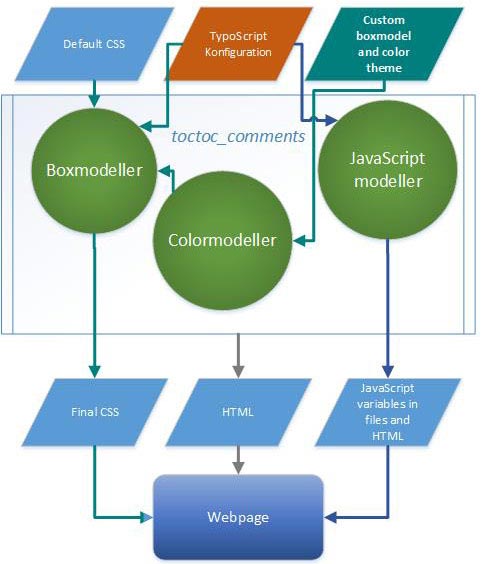 Default CSS
TypoScript
Konfiguration
Custom
boxmodel
and color
theme
toctoc_comments
Boxmodeller
JavaScript
modeller
Colormodeller
Final CSS
HTML
JavaScript
variables in
files and
HTML
Webpage